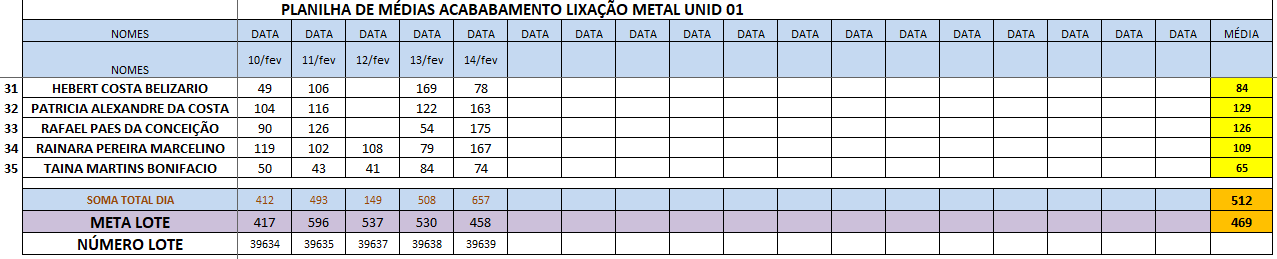 PLANILHA DE MÉDIAS ACABABAMENTO LIXAÇÃO METAL UNID 01
NOMES DATA DATA DATA DATA DATA DATA DATA DATA DATA DATA DATA DATA DATA DATA DATA DATA MÉDIA
NOMES 10/fev 11/fev 12/fev 13/fev 14/fev
31 HEBERT COSTA BELIZARIO 49 106 169 78 84
32 PATRICIA ALEXANDRE DA COSTA 104 116 122 163 129
33 RAFAEL PAES DA CONCEIÇÃO 90 126 54 175 126
34 RAINARA PEREIRA MARCELINO 119 102 108 79 167 109
35 TAINA MARTINS BONIFACIO 50 43 41 84 74 65
SOMA TOTAL DIA 412 493 149 508 657 512
META LOTE 417 596 537 530 458 469
NÚMERO LOTE 39634 39635 39637 39638 39639